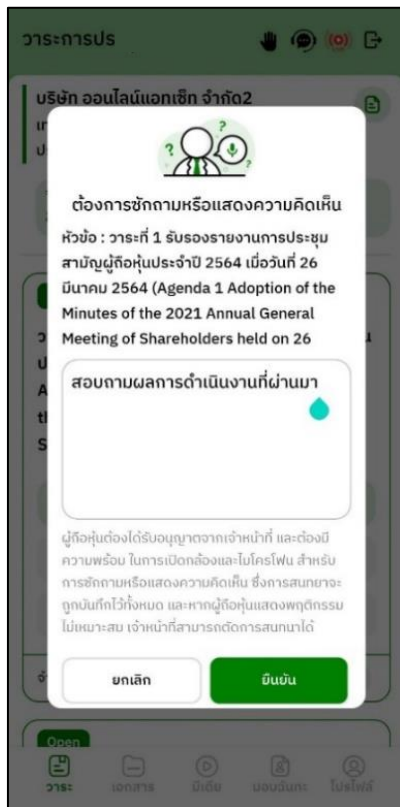 วาระการปร
บริษัท ออนไลน์แอทเซ็ท จำกัด2
?
?
?
ต้องการซักถามหรือแสดงความคิดเห็น
หัวข้อ : วาระที่ 1 รับรองรายงานการประชุม
สามัญผู้ถือหุ้นประจำปี 2564 เมื่อวันที่ 26
มีนาคม 2564 (Agenda 1 Adoption of the
Minutes of the 2021 Annual General
Meeting of Shareholders held on 26
สอบถามผลการดำเนินงานที่ผ่านมา
ผู้ถือหุ้นต้องได้รับอนุญาตจากเจ้าหน้าที่ และต้องมี
ความพร้อม ในการเปิดกล้องและไมโครโฟน สำหรับ
การซักถามหรือแสดงความคิดเห็น ซึ่งการสนทยาจะ
ถูกบันทึกไว้ทั้งหมด และหากผู้ถือหุ้นแสดงพฤติกรรม
ไม่เหมาะสม เจ้าหน้าที่สามารถตัดการสนทนาได้
ยกเลิก ยืนยัน
Open
วาระ เอกสาร มีเดีย มอบฉันทะ โปรไฟล์